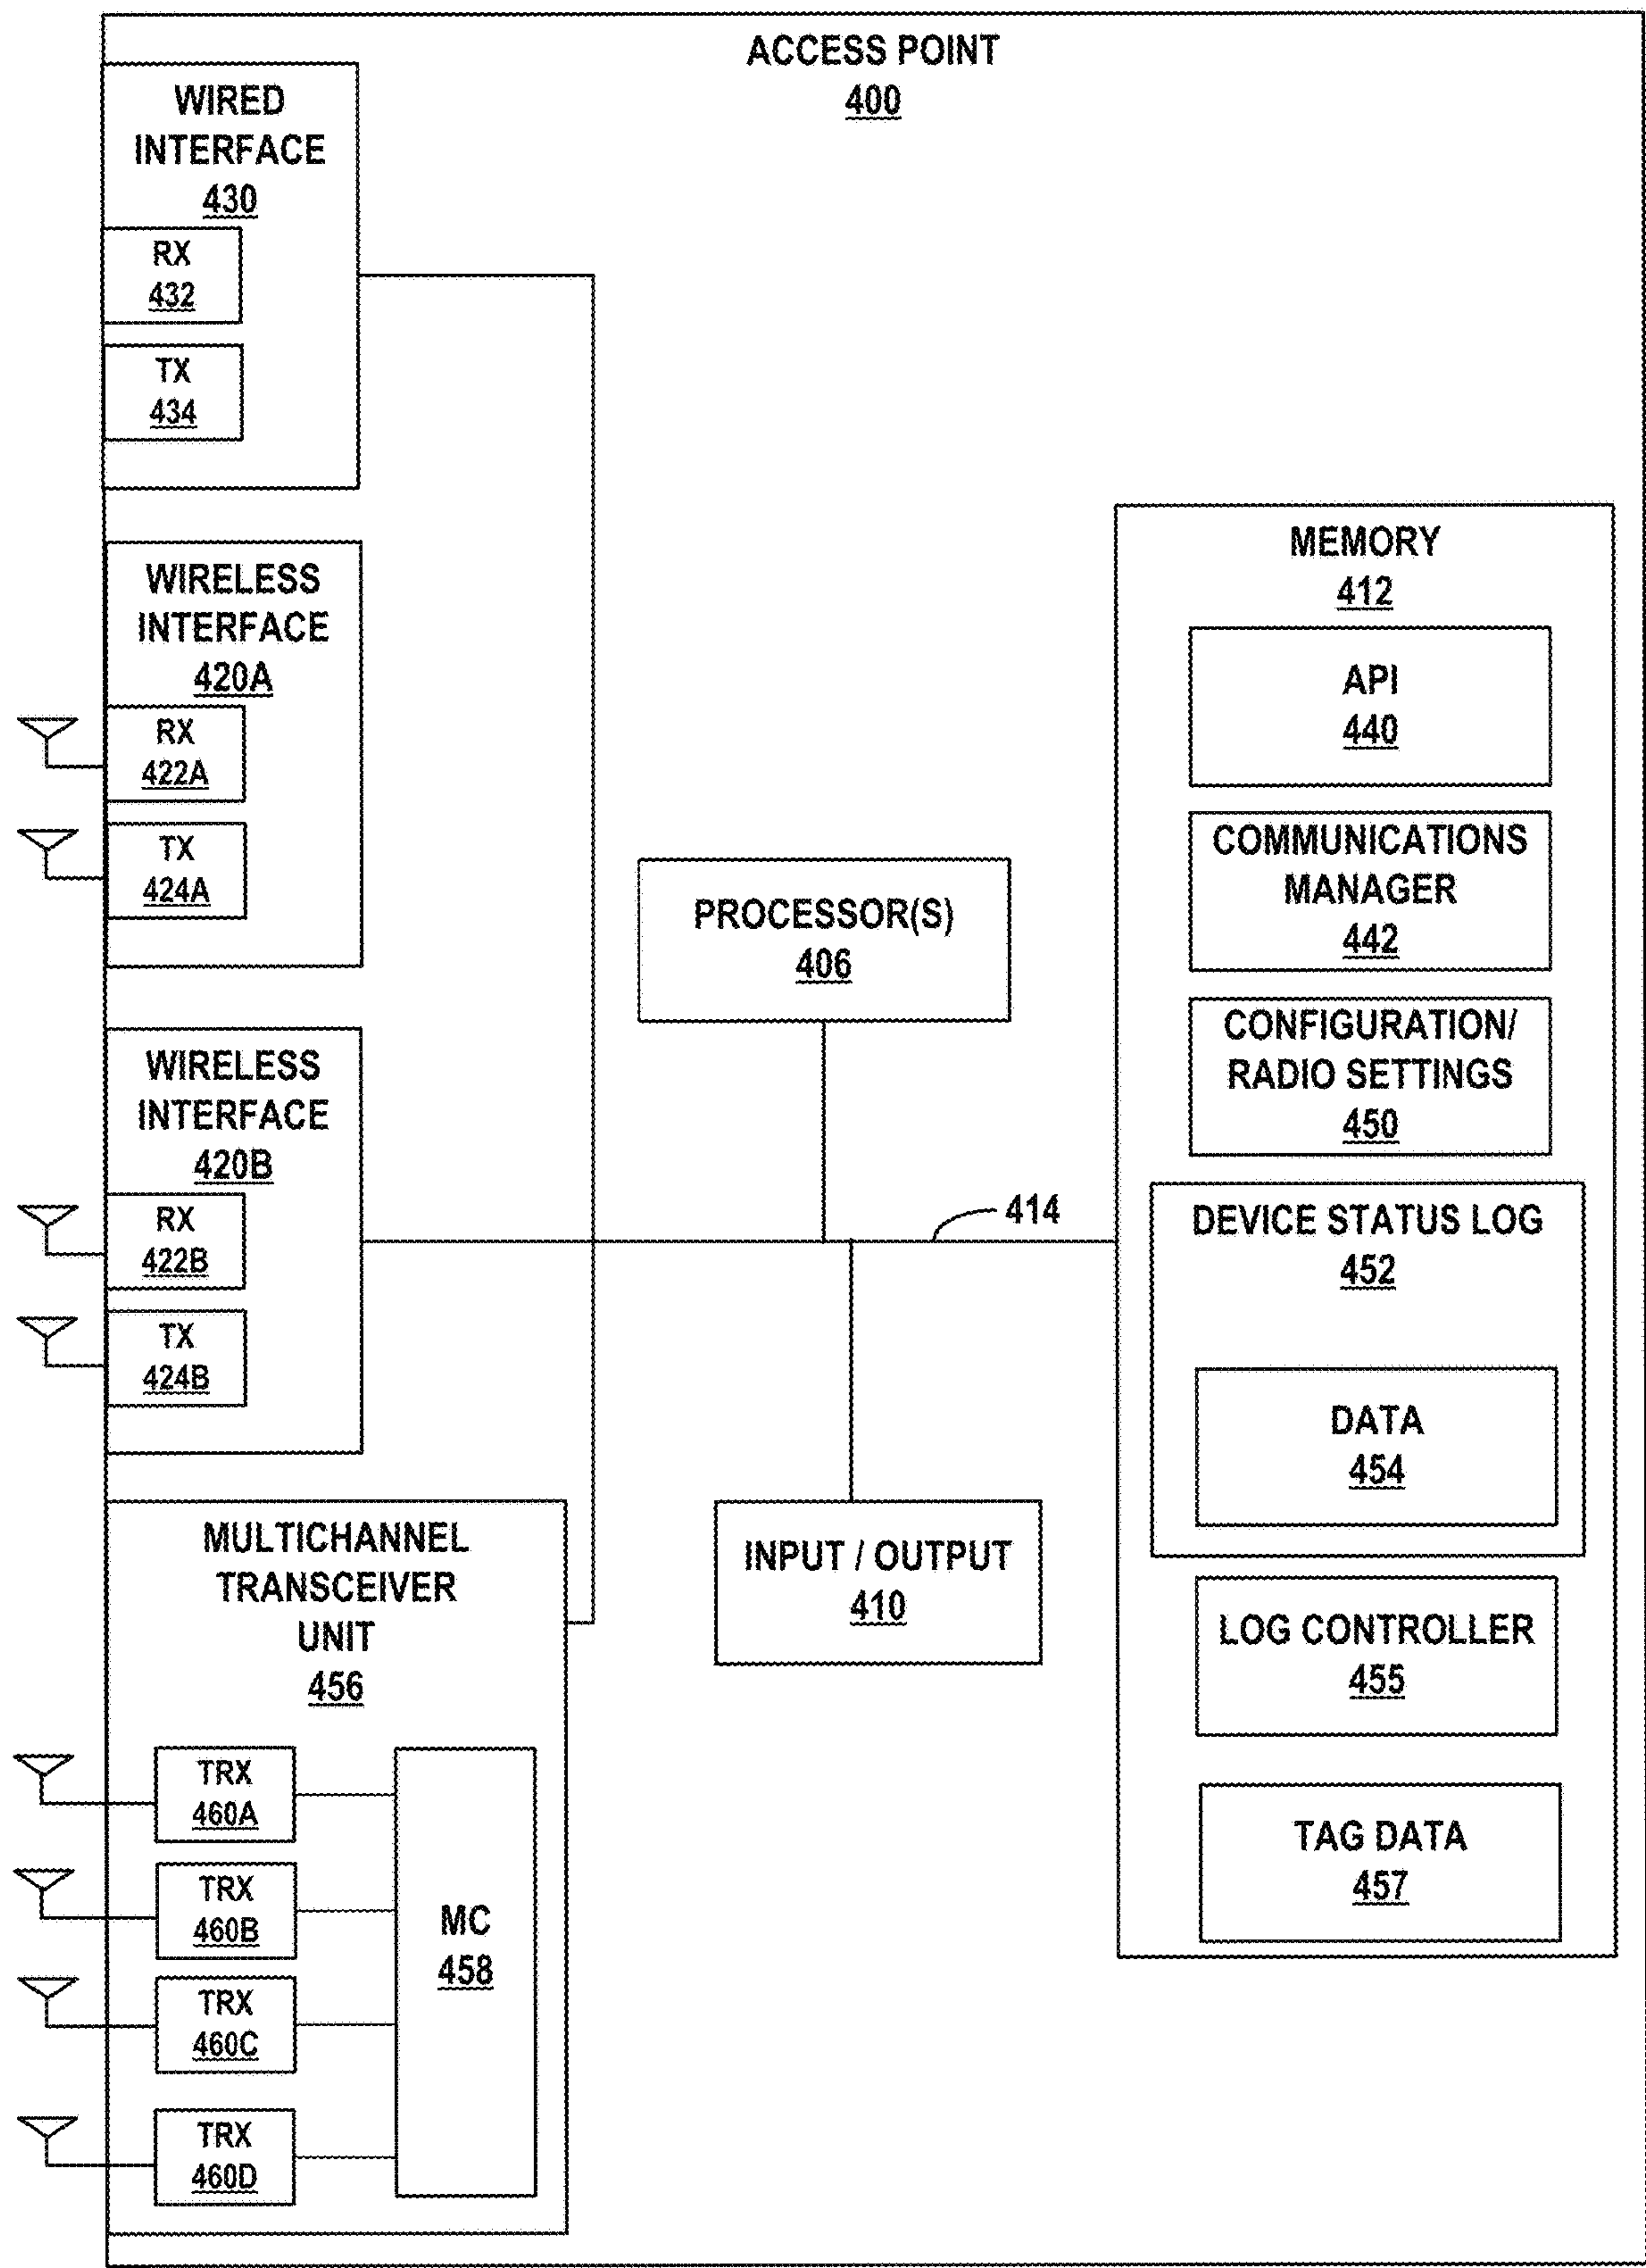 ACCESS POINT
400
WIRED
INTERFACE
430
RX
432
TX
434
WIRELESS
INTERFACE
420A
RX
422A
TX
424A
WIRELESS
INTERFACE
420B
RX
422B
TX
424B
MULTICHANNEL
TRANSCEIVER
UNIT
456
TRX
460A
TRX
460B
TRX
460C
TRX
460D
MC
458
PROCESSOR(S)
406
414
INPUT / OUTPUT
410
MEMORY
412
API
440
COMMUNICATIONS
MANAGER
442
CONFIGURATION/
RADIO SETTINGS
450
DEVICE STATUS LOG
452
DATA
454
LOG CONTROLLER
455
TAG DATA
457